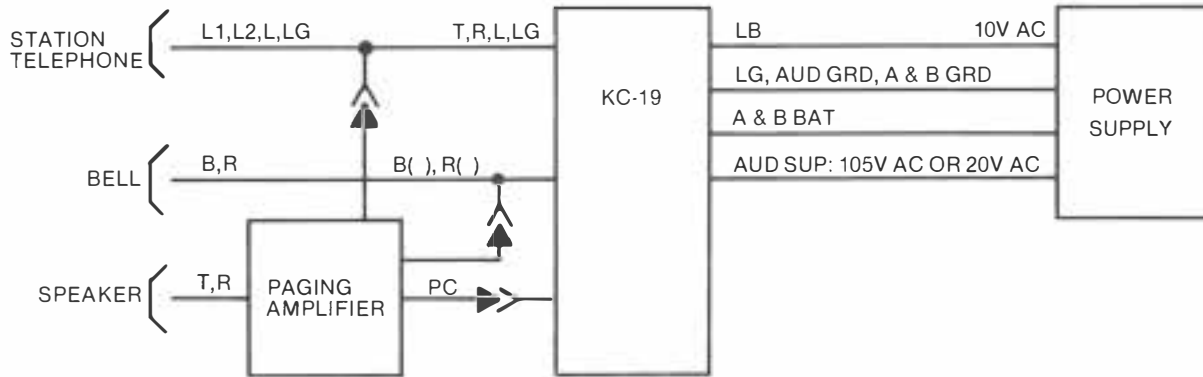 STATION
TELEPHONE
L1,L2,L,LG
T,R,L,LG
LB
10V AC
LG, AUD GRD, A & B GRD
KC-19
POWER
SUPPLY
A & B BAT
BELL
B,R
B( ), R( )
AUD SUP: 105V AC OR 20V AC
SPEAKER
T,R
PAGING
AMPLIFIER
PC